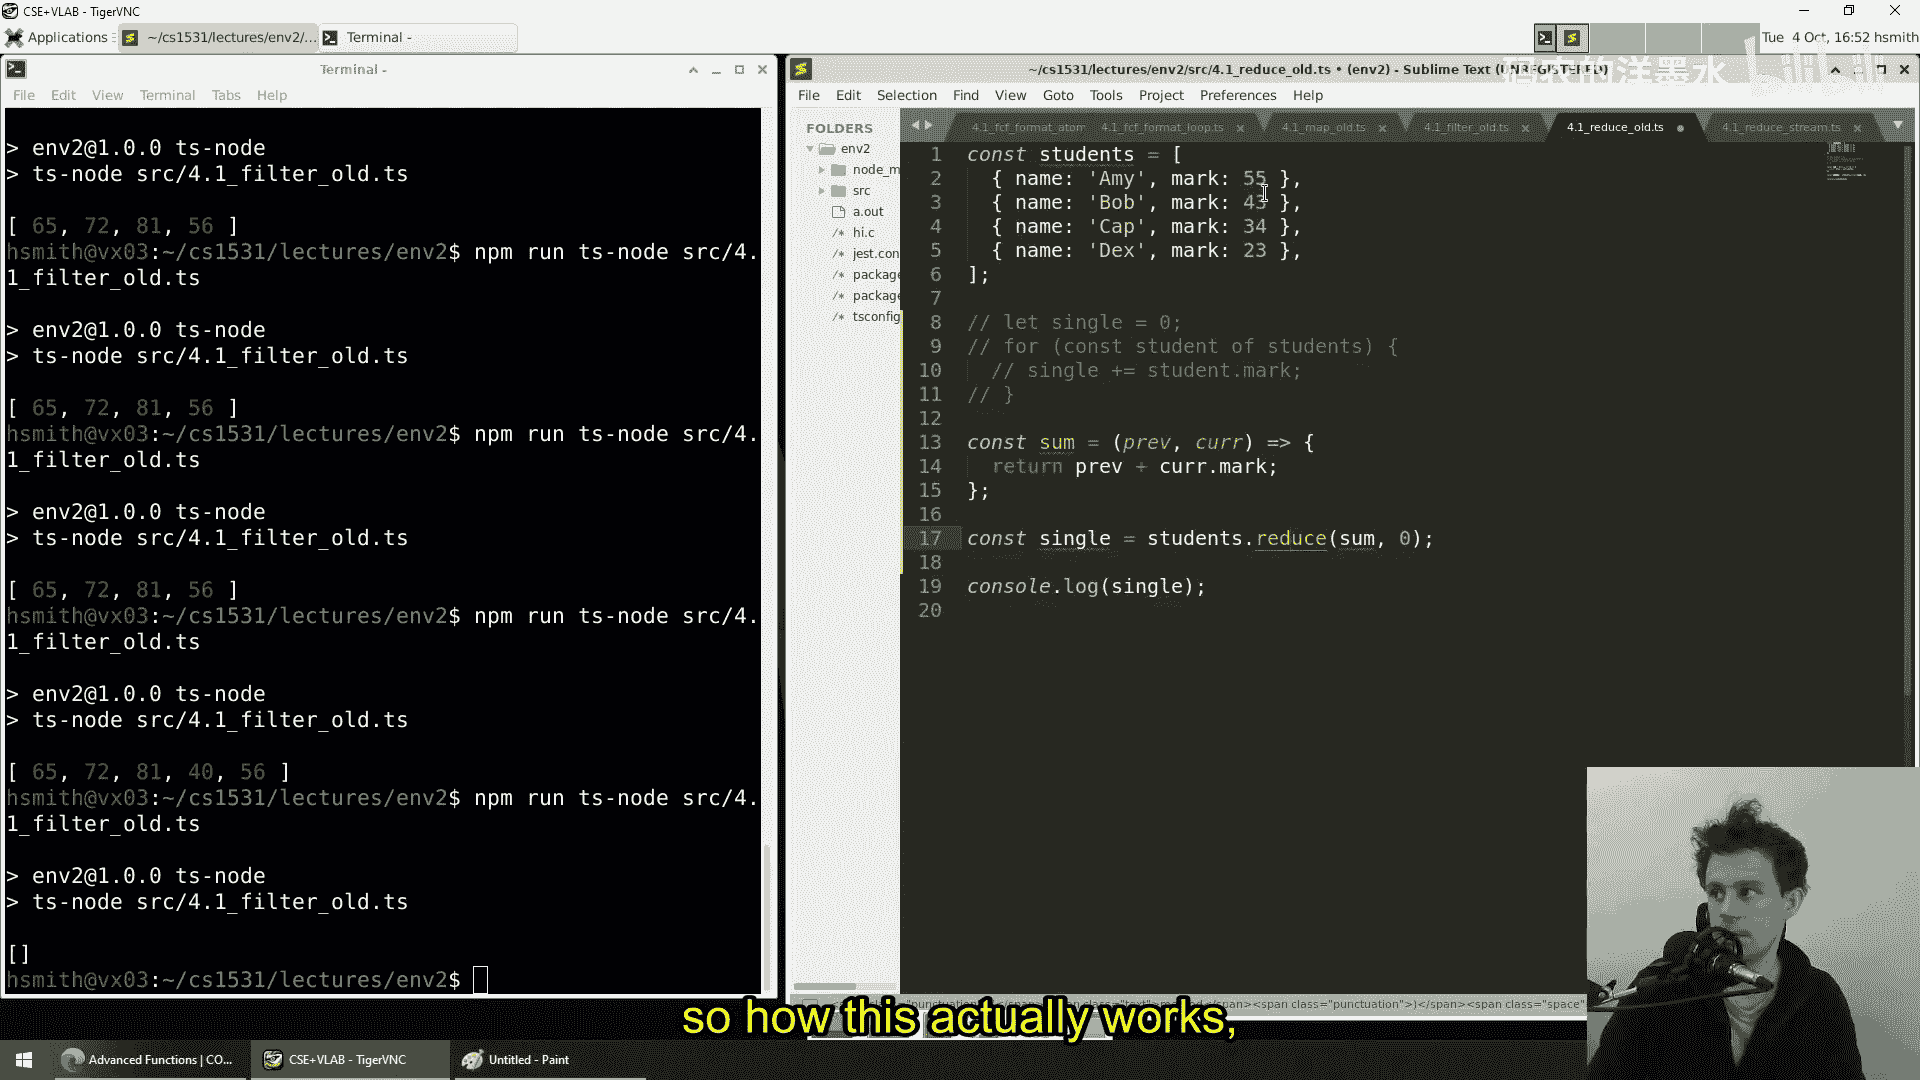 CSE+VLAB - TigerVNC
Applications
~/cs1531/lectures/env2/...
Terminal -
Tue 4 Oct, 16:52 hsmith
Terminal -
File Edit View Terminal Tabs Help
> env2@1.0.0 ts-node
> ts-node src/4.1_filter_old.ts
[ 65, 72, 81, 56 ]
hsmith@vx03:~/cs1531/lectures/env2$ npm run ts-node src/4.
1_filter_old.ts
> env2@1.0.0 ts-node
> ts-node src/4.1_filter_old.ts
[ 65, 72, 81, 56 ]
hsmith@vx03:~/cs1531/lectures/env2$ npm run ts-node src/4.
1_filter_old.ts
> env2@1.0.0 ts-node
> ts-node src/4.1_filter_old.ts
[ 65, 72, 81, 56 ]
hsmith@vx03:~/cs1531/lectures/env2$ npm run ts-node src/4.
1_filter_old.ts
> env2@1.0.0 ts-node
> ts-node src/4.1_filter_old.ts
[ 65, 72, 81, 40, 56 ]
hsmith@vx03:~/cs1531/lectures/env2$ npm run ts-node src/4.
1_filter_old.ts
> env2@1.0.0 ts-node
> ts-node src/4.1_filter_old.ts
[]
hsmith@vx03:~/cs1531/lectures/env2$
~/cs1531/lectures/env2/src/4.1_reduce_old.ts • (env2) - Sublime Text (UNREGISTERED)
码农的洋墨水 bilibili
File Edit Selection Find View Goto Tools Project Preferences Help
FOLDERS
env2
node_m
src
a.out
hi.c
jest.con
package
package
tsconfig
4.1_fcf_format_atom 4.1_fcf_format_loop.ts 4.1_map_old.ts 4.1_filter_old.ts 4.1_reduce_old.ts 4.1_reduce_stream.ts
1 const students = [
2 { name: 'Amy', mark: 55 },
3 { name: 'Bob', mark: 43 },
4 { name: 'Cap', mark: 34 },
5 { name: 'Dex', mark: 23 },
6 ];
7
8 // let single = 0;
9 // for (const student of students) {
10 // single += student.mark;
11 // }
12
13 const sum = (prev, curr) => {
14 return prev + curr.mark;
15 };
16
17 const single = students.reduce(sum, 0);
18
19 console.log(single);
20
so how this actually works,
Advanced Functions | CO...
CSE+VLAB - TigerVNC
Untitled - Paint